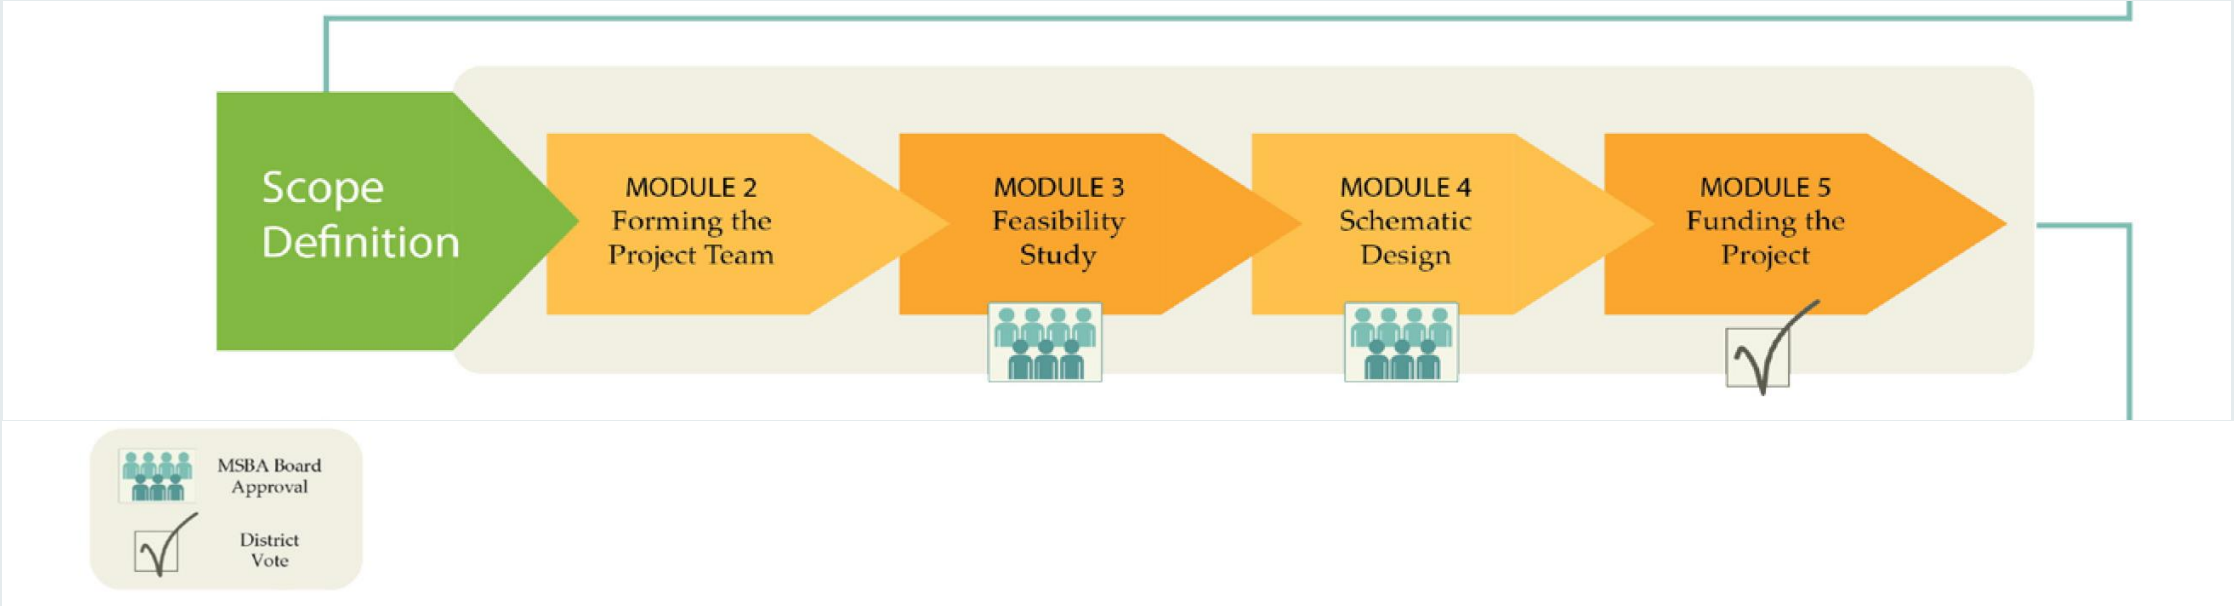 Scope
Definition
MODULE 2
Forming the
Project Team
MODULE 3
Feasibility
Study
MODULE 4
Schematic
Design
MODULE 5
Funding the
Project
MSBA Board
Approval
District
Vote